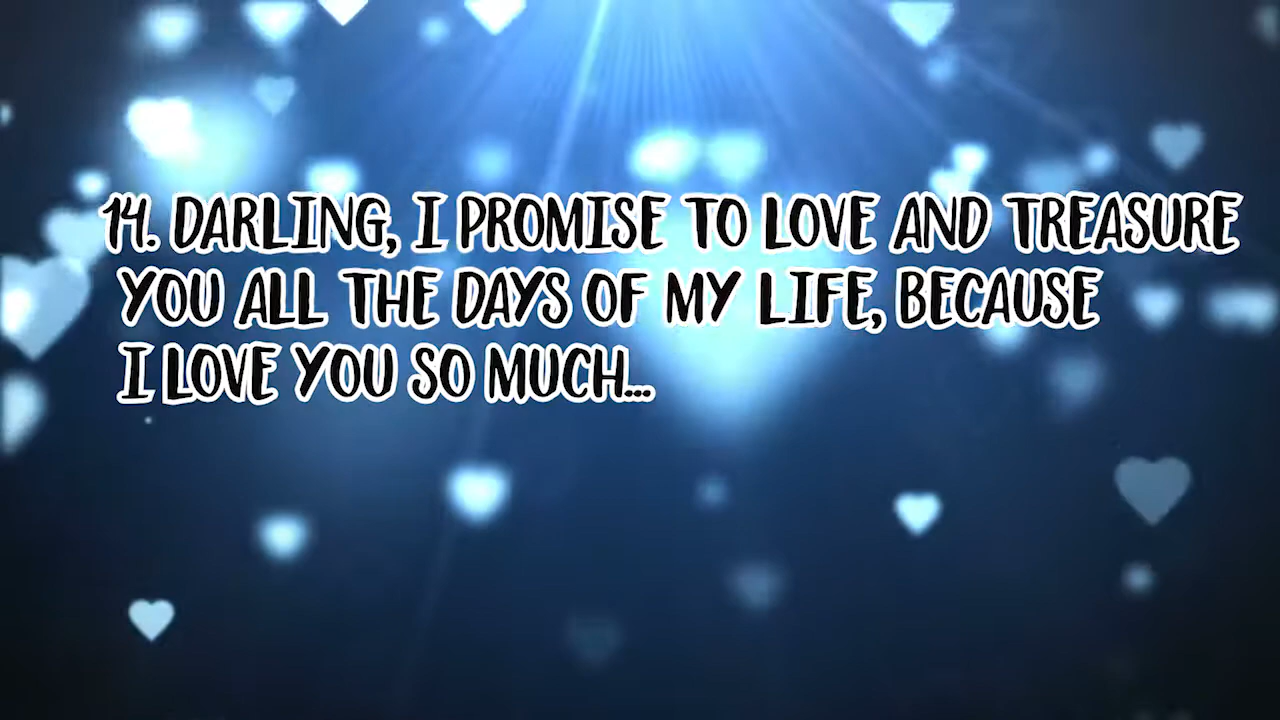 14. DARLING, I PROMISE TO LOVE AND TREASURE
YOU ALL THE DAYS OF MY LIFE, BECAUSE
I LOVE YOU SO MUCH...